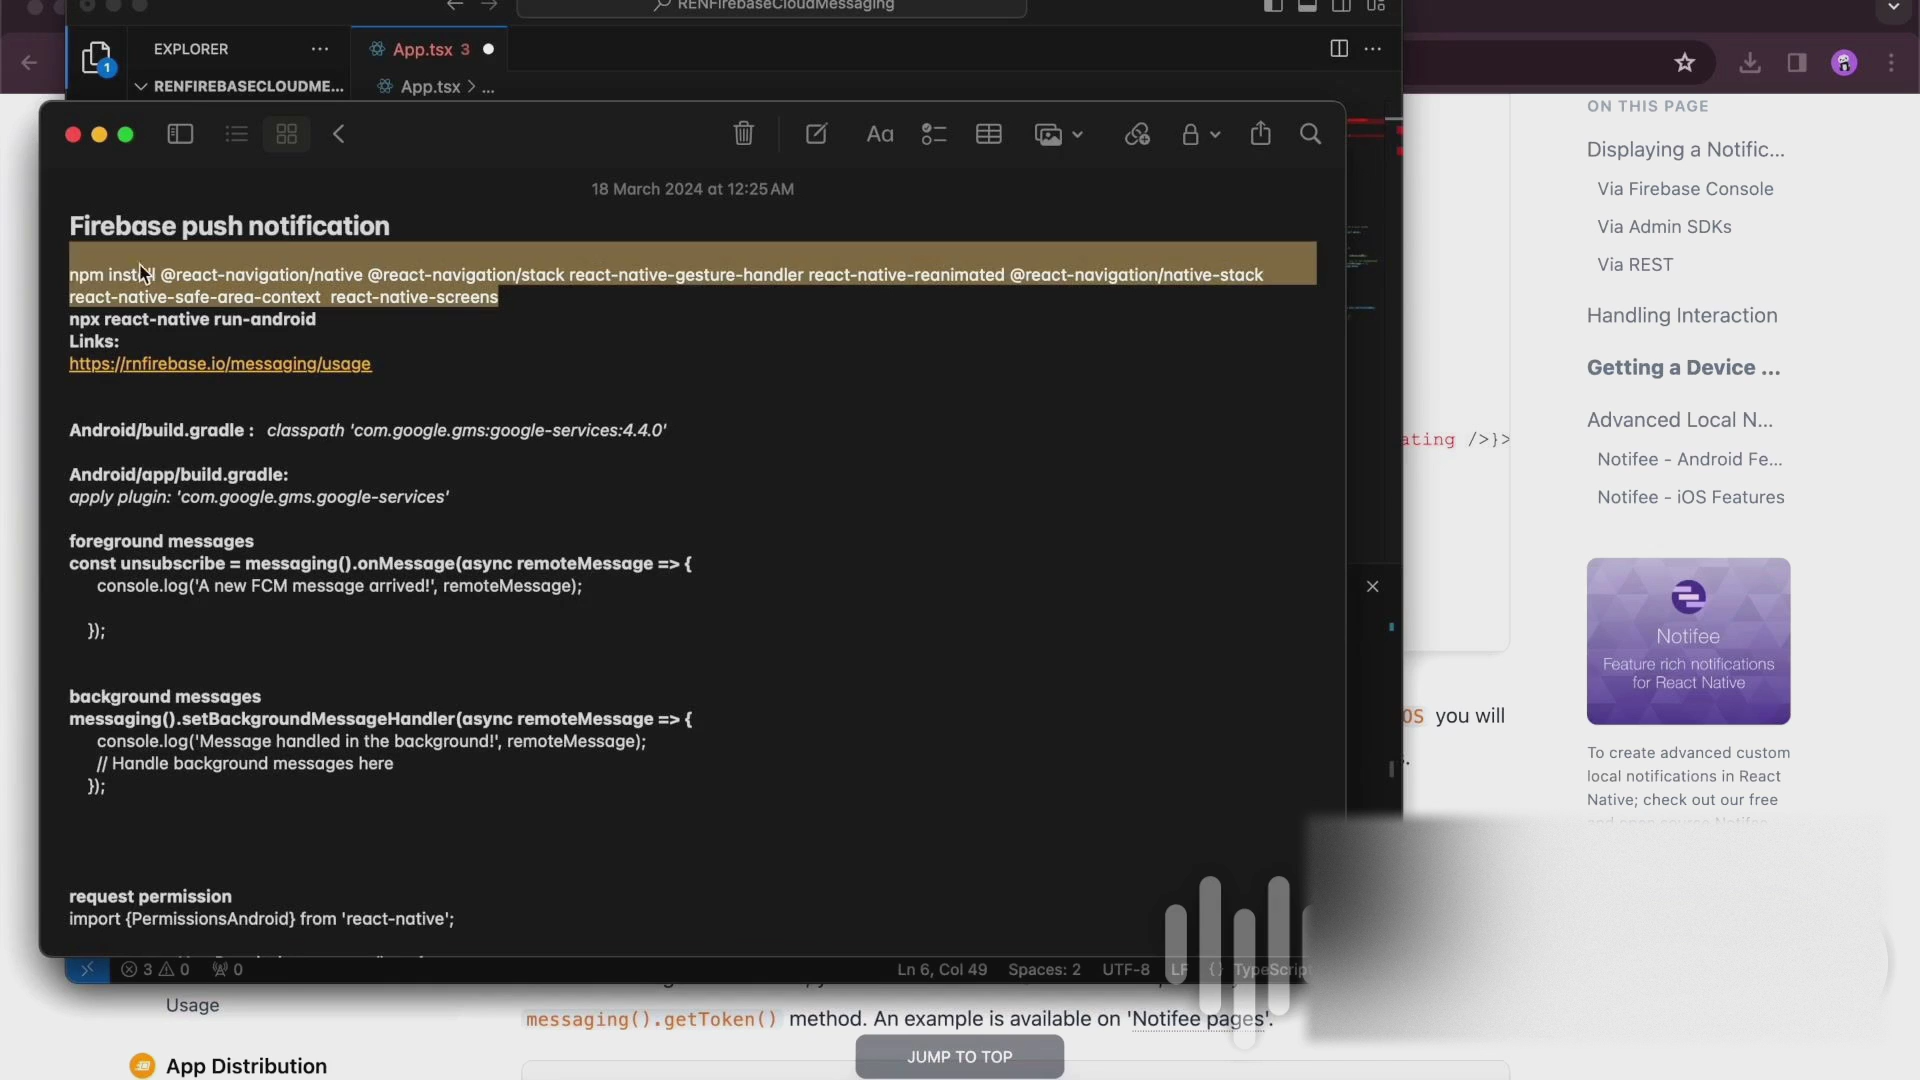 RENFirebaseCloudMessaging
EXPLORER
App.tsx 3
1
RENFIREBASECLOUDME...
App.tsx > ...
18 March 2024 at 12:25 AM
Firebase push notification
npm install @react-navigation/native @react-navigation/stack react-native-gesture-handler react-native-reanimated @react-navigation/native-stack
react-native-safe-area-context react-native-screens
npx react-native run-android
Links:
https://rnfirebase.io/messaging/usage
Android/build.gradle : classpath 'com.google.gms:google-services:4.4.0'
Android/app/build.gradle:
apply plugin: 'com.google.gms.google-services'
foreground messages
const unsubscribe = messaging().onMessage(async remoteMessage => {
console.log('A new FCM message arrived!', remoteMessage);
});
background messages
messaging().setBackgroundMessageHandler(async remoteMessage => {
console.log('Message handled in the background!', remoteMessage);
// Handle background messages here
});
request permission
import {PermissionsAndroid} from 'react-native';
3 0 0
Ln 6, Col 49 Spaces: 2 UTF-8 LF {} TypeScript
Usage
messaging().getToken() method. An example is available on 'Notifee pages'.
App Distribution
JUMP TO TOP
ating />}>
OS you will
ON THIS PAGE
Displaying a Notific...
Via Firebase Console
Via Admin SDKs
Via REST
Handling Interaction
Getting a Device ...
Advanced Local N...
Notifee - Android Fe...
Notifee - iOS Features
Notifee
Feature rich notifications
for React Native
To create advanced custom
local notifications in React
Native; check out our free